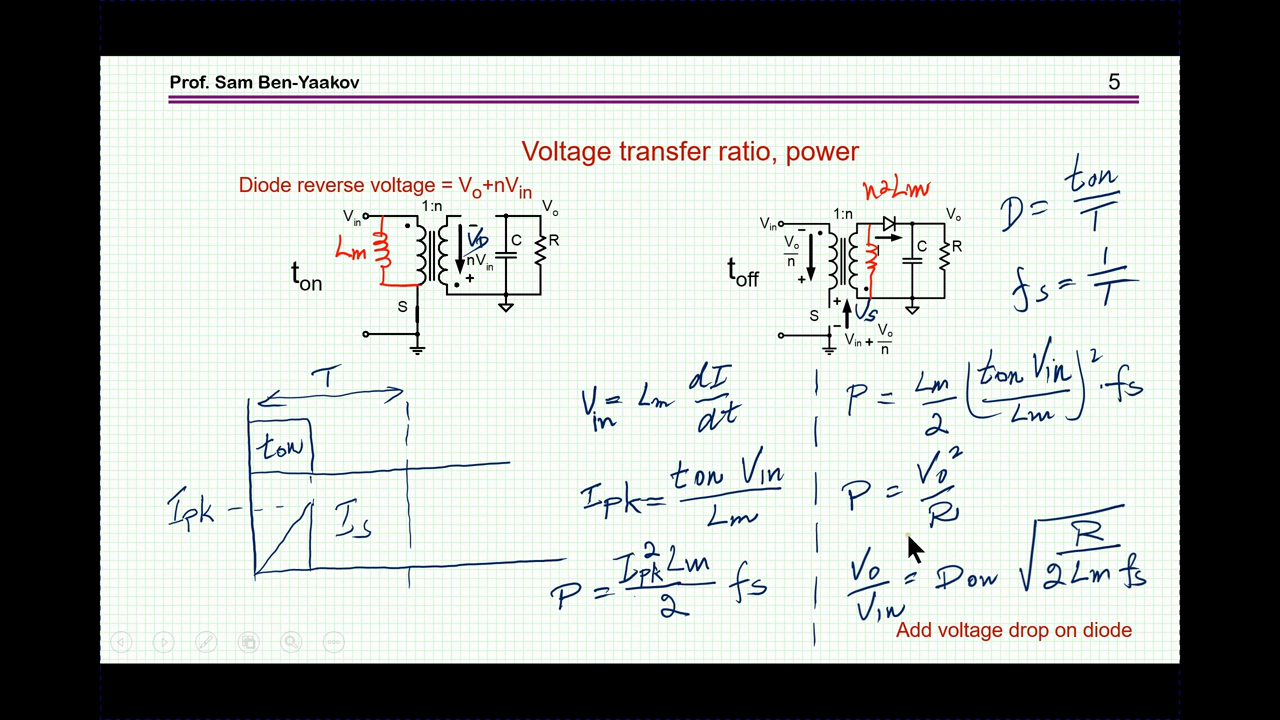 Prof. Sam Ben-Yaakov
5
Voltage transfer ratio, power
Diode reverse voltage = Vo+nVin
Vin
1:n
Vo
Lm
VD
nVin
C
R
ton
S
n2Lm
Vin
1:n
Vo
Vo/n
C
R
toff
S
Vs
Vin + Vo/n
D = ton/T
fs = 1/T
T
ton
Ipk
Is
Vin = Lm dI/dt
Ipk = ton Vin/Lm
P = Ipk² Lm/2 fs
P = Lm/2 (ton Vin/Lm)² · fs
P = Vo²/R
Vo/Vin = Don √(R/2 Lm fs)
Add voltage drop on diode